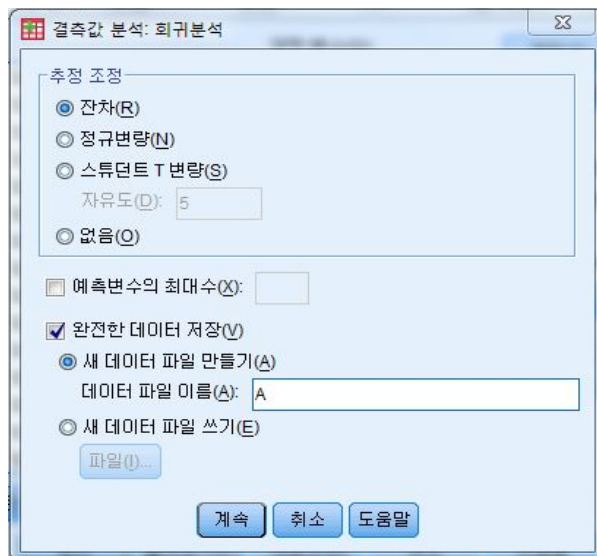 결측값 분석: 회귀분석
추정 조정
잔차(R)
정규변량(N)
스튜던트 T 변량(S)
자유도(D): 5
없음(O)
예측변수의 최대수(X):
완전한 데이터 저장(V)
새 데이터 파일 만들기(A)
데이터 파일 이름(A): A
새 데이터 파일 쓰기(E)
파일(I)...
계속 취소 도움말